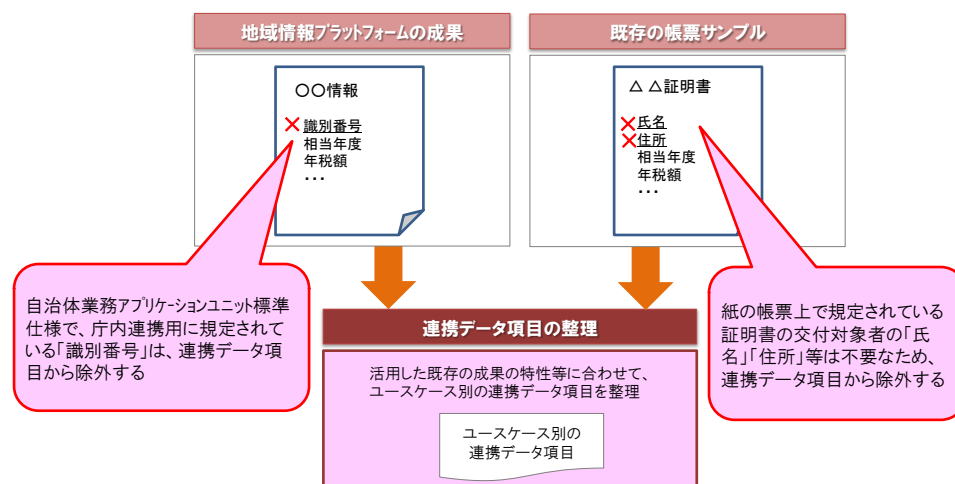 地域情報プラットフォームの成果
既存の帳票サンプル
〇〇情報
識別番号
相当年度
年税額
・・・
△ △証明書
氏名
住所
相当年度
年税額
・・・
自治体業務アプリケーションユニット標準
仕様で、庁内連携用に規定されて
いる「識別番号」は、連携データ項
目から除外する
紙の帳票上で規定されている
証明書の交付対象者の「氏
名」「住所」等は不要なため、
連携データ項目から除外する
連携データ項目の整理
活用した既存の成果の特性等に合わせて、
ユースケース別の連携データ項目を整理
ユースケース別の
連携データ項目